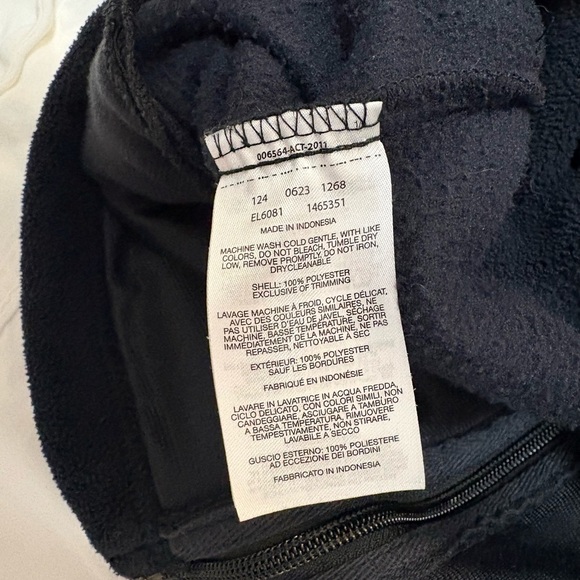 006564-ACT-2011
124 0623 1268
EL6081 1465351
MADE IN INDONESIA
MACHINE WASH COLD GENTLE, WITH LIKE
COLORS, DO NOT BLEACH, TUMBLE DRY
LOW, REMOVE PROMPTLY, DO NOT IRON,
DRYCLEANABLE
SHELL: 100% POLYESTER
EXCLUSIVE OF TRIMMING
LAVAGE MACHINE À FROID, CYCLE DÉLICAT,
AVEC DES COULEURS SIMILAIRES, NE
PAS UTILISER D'EAU DE JAVEL, SÉCHAGE
MACHINE, BASSE TEMPÉRATURE, SORTIR
IMMÉDIATEMENT DE LA MACHINE, NE PAS
REPASSER, NETTOYABLE À SEC
EXTÉRIEUR: 100% POLYESTER
SAUF LES BORDURES
FABRIQUÉ EN INDONÉSIE
LAVARE IN LAVATRICE IN ACQUA FREDDA,
CICLO DELICATO, CON COLORI SIMILI, NON
CANDEGGIARE, ASCIUGARE A TAMBURO
A BASSA TEMPERATURA, RIMUOVERE
TEMPESTIVAMENTE, NON STIRARE,
LAVABILE A SECCO
GUSCIO ESTERNO: 100% POLIESTERE
AD ECCEZIONE DEI BORDINI
FABBRICATO IN INDONESIA